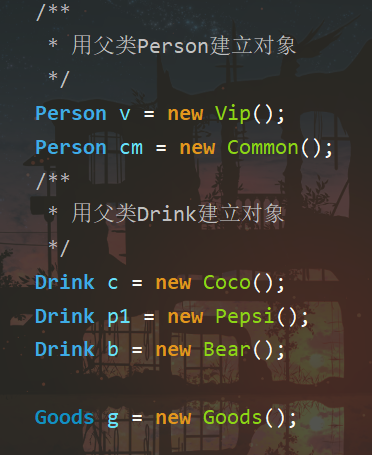 /**
 * 用父类Person建立对象
 */
Person v = new Vip();
Person cm = new Common();
/**
 * 用父类Drink建立对象
 */
Drink c = new Coco();
Drink p1 = new Pepsi();
Drink b = new Bear();
Goods g = new Goods();